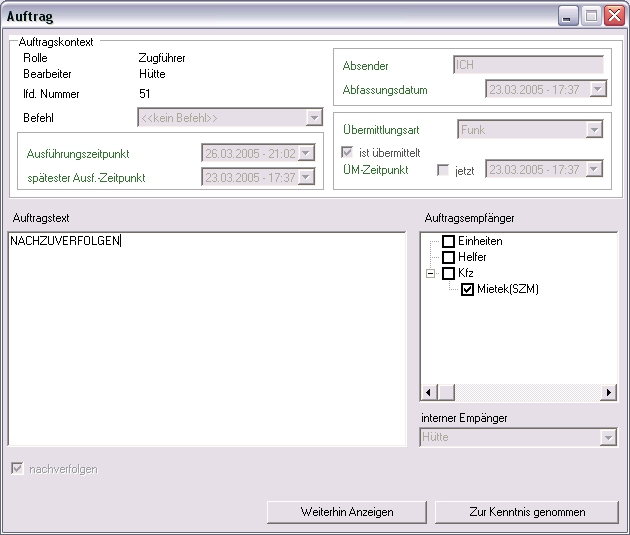 Auftrag
Auftragskontext
Rolle Zugführer
Bearbeiter Hütte
lfd. Nummer 51
Befehl <<kein Befehl>>
Ausführungszeitpunkt 26.03.2005 - 21:02
spätester Ausf.-Zeitpunkt 23.03.2005 - 17:37
Absender ICH
Abfassungsdatum 23.03.2005 - 17:37
Übermittlungsart Funk
ist übermittelt
ÜM-Zeitpunkt jetzt 23.03.2005 - 17:37
Auftragstext
NACHZUVERFOLGEN
Auftragsempfänger
Einheiten
Helfer
Kfz
Mietek(SZM)
interner Empänger
Hütte
nachverfolgen
Weiterhin Anzeigen
Zur Kenntnis genommen